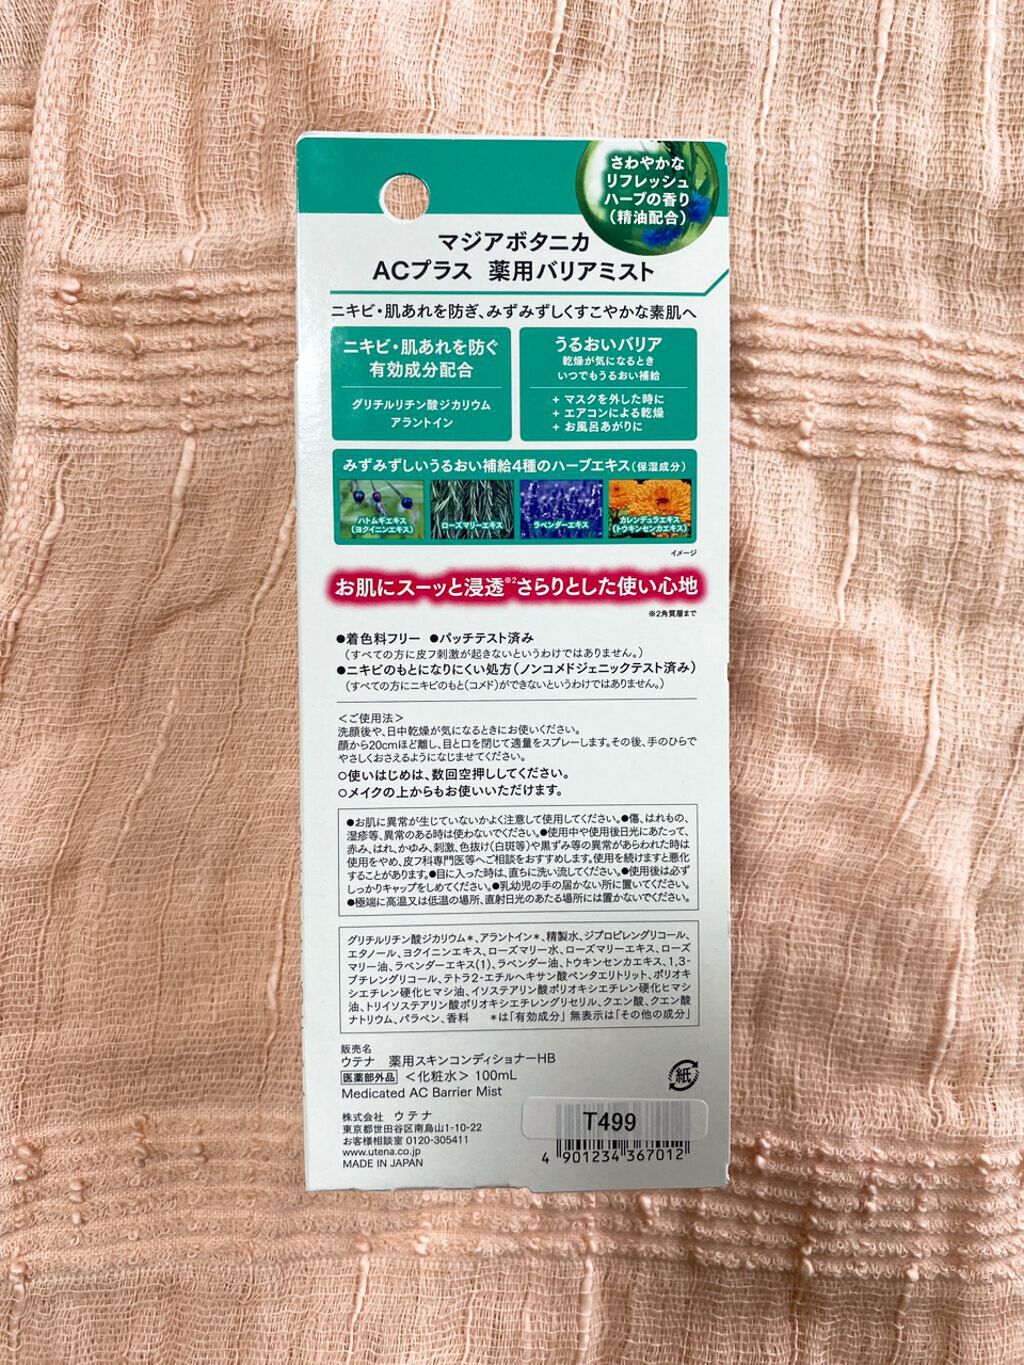 さわやかな
リフレッシュ
ハーブの香り
(精油配合)
マジアボタニカ
ACプラス 薬用バリアミスト
ニキビ・肌あれを防ぎ、みずみずしくすこやかな素肌へ
ニキビ・肌あれを防ぐ
有効成分配合
グリチルリチン酸ジカリウム
アラントイン
うるおいバリア
乾燥が気になるとき
いつでもうるおい補給
+ マスクを外した時に
+ エアコンによる乾燥
+ お風呂あがりに
みずみずしいうるおい補給4種のハーブエキス(保湿成分)
ハトムギエキス
(ヨクイニンエキス)
ローズマリーエキス
ラベンダーエキス
カレンデュラエキス
(トウキンセンカエキス)
イメージ
お肌にスーッと浸透※2さらりとした使い心地
※2角質層まで
●着色料フリー ●パッチテスト済み
(すべての方に皮フ刺激が起きないというわけではありません。)
●ニキビのもとになりにくい処方(ノンコメドジェニックテスト済み)
(すべての方にニキビのもと(コメド)ができないというわけではありません。)
<ご使用法>
洗顔後や、日中乾燥が気になるときにお使いください。
顔から20cmほど離し、目と口を閉じて適量をスプレーします。その後、手のひらで
やさしくおさえるようになじませてください。
○使いはじめは、数回空押ししてください。
○メイクの上からもお使いいただけます。
●お肌に異常が生じていないかよく注意して使用してください。●傷、はれもの、
湿疹等、異常のある時は使わないでください。●使用中や使用後日光にあたって、
赤み、はれ、かゆみ、刺激、色抜け(白斑等)や黒ずみ等の異常があらわれた時は
使用をやめ、皮フ科専門医等へご相談をおすすめします。使用を続けますと悪化
することがあります。●目に入った時は、直ちに洗い流してください。●使用後は必ず
しっかりキャップをしめてください。●乳幼児の手の届かない所に置いてください。
●極端に高温又は低温の場所、直射日光のあたる場所には置かないでください。
グリチルリチン酸ジカリウム*、アラントイン*、精製水、ジプロピレングリコール、
エタノール、ヨクイニンエキス、ローズマリー水、ローズマリーエキス、ローズ
マリー油、ラベンダーエキス(1)、ラベンダー油、トウキンセンカエキス、1,3-
ブチレングリコール、テトラ2-エチルヘキサン酸ペンタエリトリット、ポリオキ
シエチレン硬化ヒマシ油、イソステアリン酸ポリオキシエチレン硬化ヒマシ
油、トリイソステアリン酸ポリオキシエチレングリセリル、クエン酸、クエン酸
ナトリウム、パラベン、香料 *は「有効成分」 無表示は「その他の成分」
販売名
ウテナ 薬用スキンコンディショナーHB
医薬部外品 <化粧水> 100mL
Medicated AC Barrier Mist
紙
株式会社 ウテナ
東京都世田谷区南烏山1-10-22
お客様相談室 0120-305411
www.utena.co.jp
MADE IN JAPAN
T499
4 901234 367012